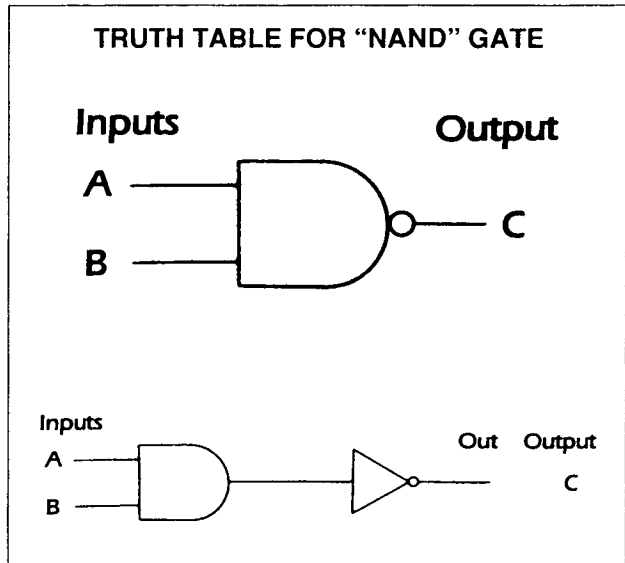 TRUTH TABLE FOR “NAND” GATE
Inputs Output
A
B
C
Inputs
Out Output
A
C
B